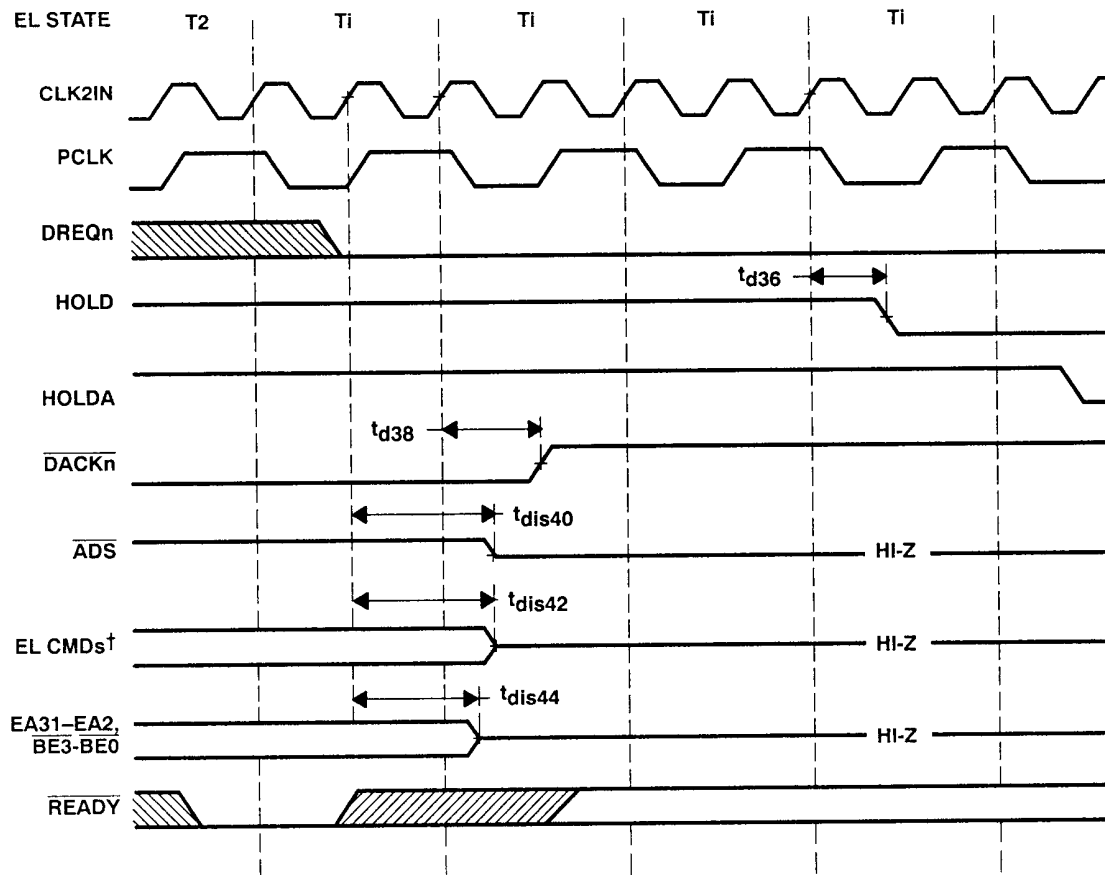 EL STATE T2 Ti Ti Ti Ti
CLK2IN
PCLK
DREQn
td36
HOLD
HOLDA
td38
DACKn
tdis40
ADS HI-Z
tdis42
EL CMDs† HI-Z
tdis44
EA31–EA2,
BE3-BE0 HI-Z
READY